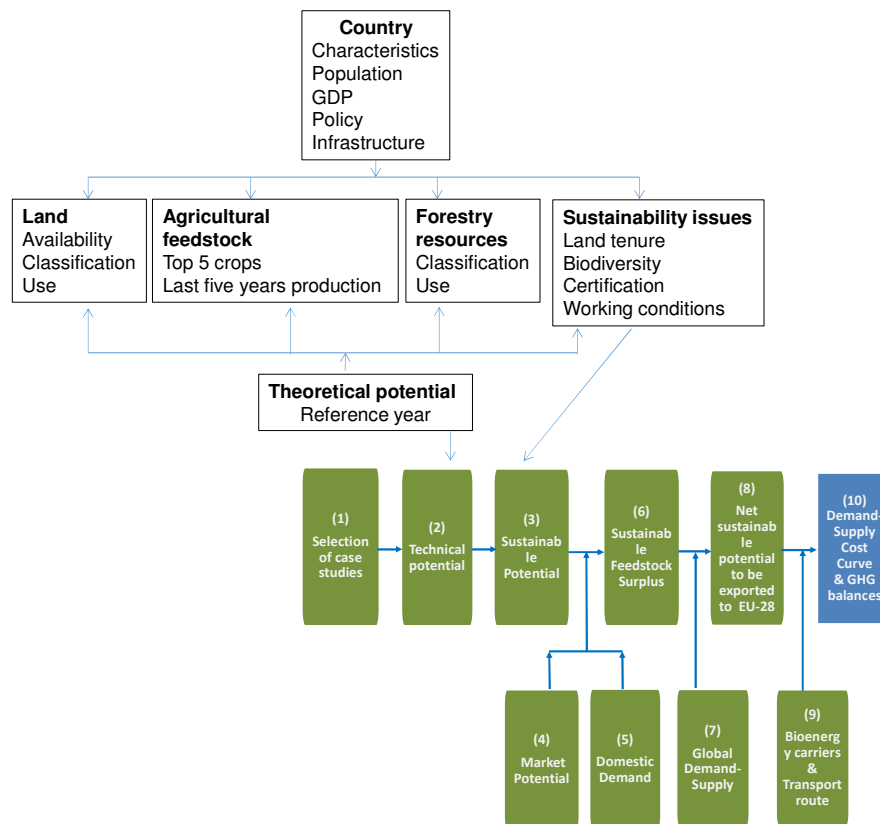 Country
Characteristics
Population
GDP
Policy
Infrastructure
Land
Availability
Classification
Use
Agricultural
feedstock
Top 5 crops
Last five years production
Forestry
resources
Classification
Use
Sustainability issues
Land tenure
Biodiversity
Certification
Working conditions
Theoretical potential
Reference year
(1)
Selection
of case
studies
(2)
Technical
potential
(3)
Sustainab
le
Potential
(6)
Sustainab
le
Feedstock
Surplus
(8)
Net
sustainab
le
potential
to be
exported
to EU-28
(10)
Demand-
Supply
Cost
Curve
& GHG
balances
(4)
Market
Potential
(5)
Domestic
Demand
(7)
Global
Demand-
Supply
(9)
Bioenerg
y carriers
&
Transport
route